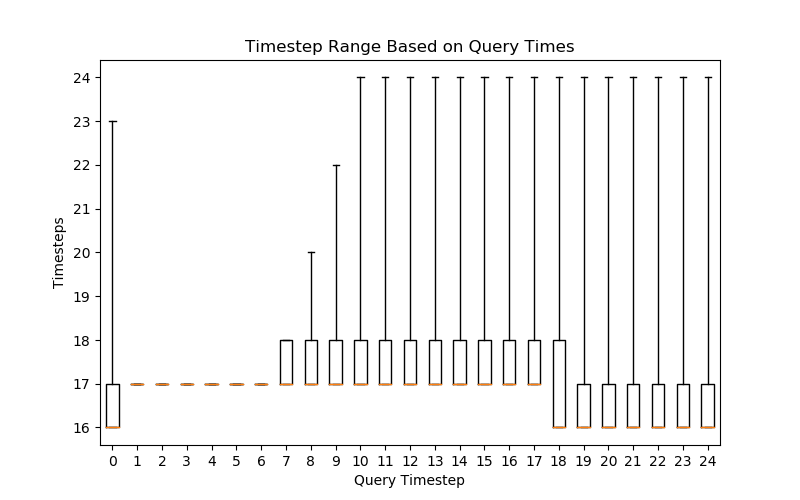 Timestep Range Based on Query Times
24
23
22
21
20
19
18
17
16
Timesteps
0 1 2 3 4 5 6 7 8 9 10 11 12 13 14 15 16 17 18 19 20 21 22 23 24
Query Timestep